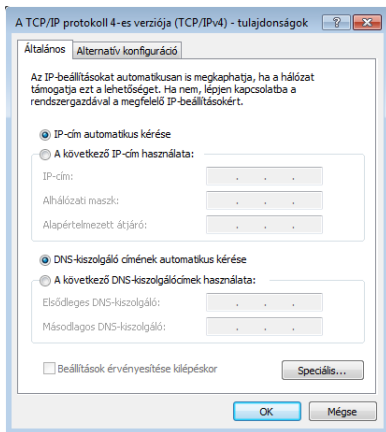 A TCP/IP protokoll 4-es verziója (TCP/IPv4) - tulajdonságok
Általános Alternatív konfiguráció
Az IP-beállításokat automatikusan is megkaphatja, ha a hálózat
támogatja ezt a lehetőséget. Ha nem, lépjen kapcsolatba a
rendszergazdával a megfelelő IP-beállításokért.
IP-cím automatikus kérése
A következő IP-cím használata:
IP-cím:
Alhálózati maszk:
Alapértelmezett átjáró:
DNS-kiszolgáló címének automatikus kérése
A következő DNS-kiszolgálócímek használata:
Elsődleges DNS-kiszolgáló:
Másodlagos DNS-kiszolgáló:
Beállítások érvényesítése kilépéskor
Speciális...
OK Mégse